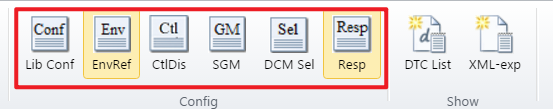 Conf Env Ctl GM Sel Resp d
Lib Conf EnvRef CtlDis SGM DCM Sel Resp DTC List XML-exp
Config Show